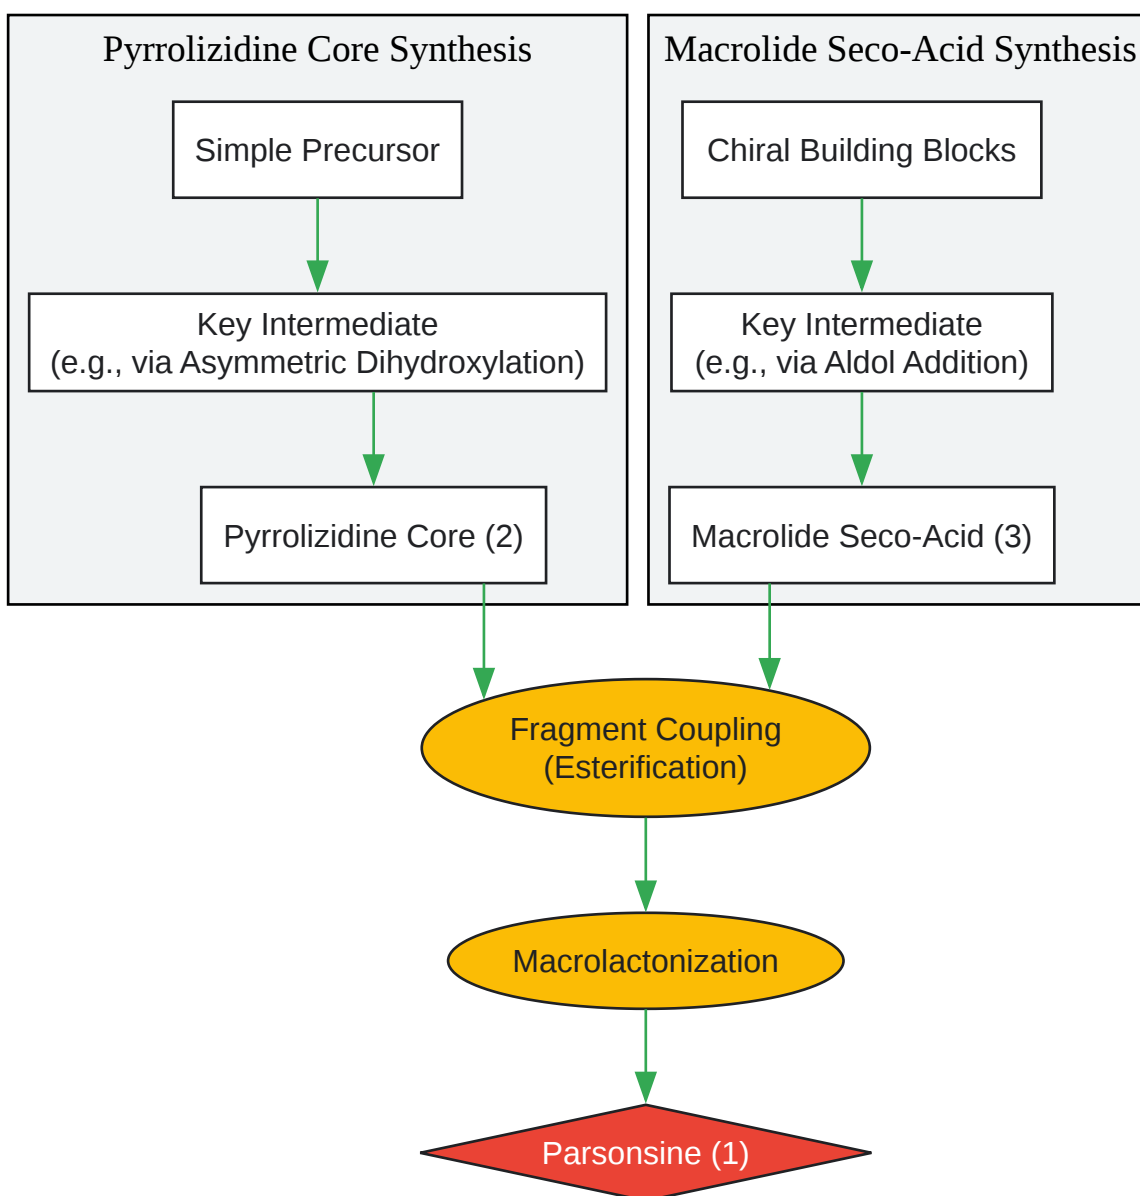 Pyrrolizidine Core Synthesis
Simple Precursor
Key Intermediate
(e.g., via Asymmetric Dihydroxylation)
Pyrrolizidine Core (2)
Macrolide Seco-Acid Synthesis
Chiral Building Blocks
Key Intermediate
(e.g., via Aldol Addition)
Macrolide Seco-Acid (3)
Fragment Coupling
(Esterification)
Macrolactonization
Parsonsine (1)